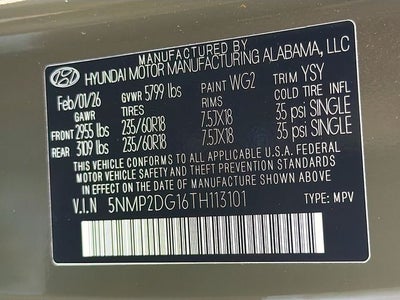 MANUFACTURED BY
HYUNDAI MOTOR MANUFACTURING ALABAMA, LLC
Feb/01/26 GVWR 5799 lbs PAINT WG2 TRIM YSY
GAWR TIRES RIMS COLD TIRE INFL
FRONT 2955 lbs 235/60R18 7.5JX18 35 psi SINGLE
REAR 3109 lbs 235/60R18 7.5JX18 35 psi SINGLE
THIS VEHICLE CONFORMS TO ALL APPLICABLE U.S.A. FEDERAL
MOTOR VEHICLE SAFETY AND THEFT PREVENTION STANDARDS
IN EFFECT ON THE DATE OF MANUFACTURE SHOWN ABOVE.
V.I.N 5NMP2DG16TH113101 TYPE: MPV